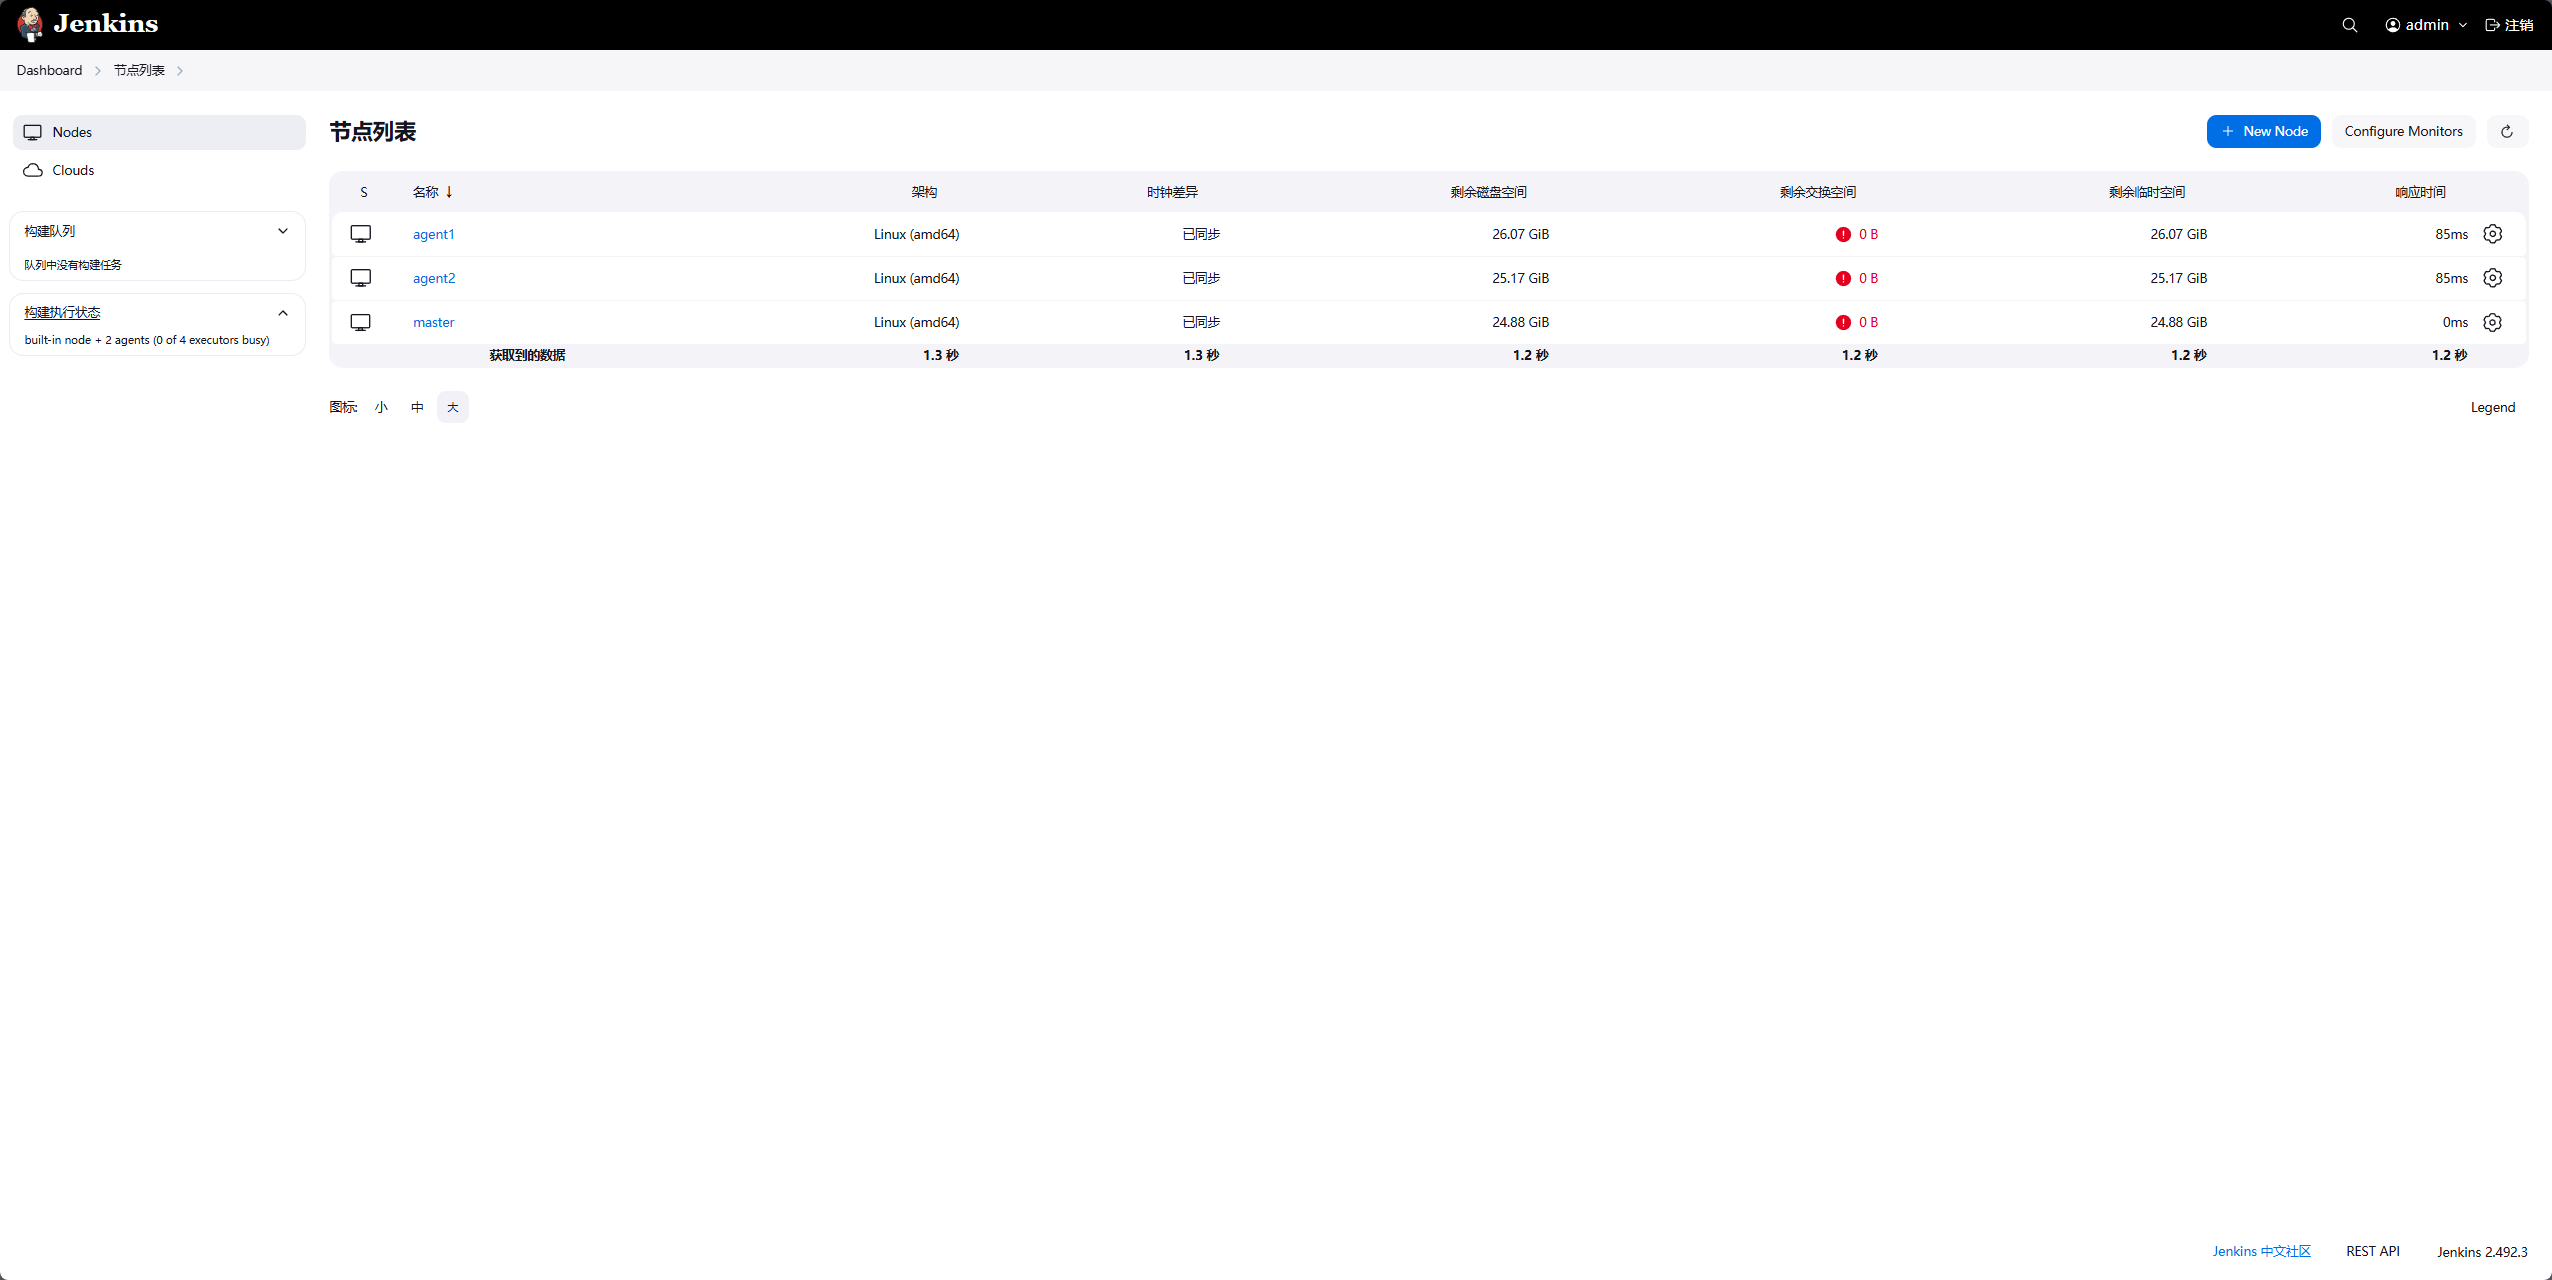 Jenkins
admin
注销
Dashboard
节点列表
Nodes
Clouds
构建队列
队列中没有构建任务
构建执行状态
built-in node + 2 agents (0 of 4 executors busy)
节点列表
New Node
Configure Monitors
S 名称 ↓ 架构 时钟差异 剩余磁盘空间 剩余交换空间 剩余临时空间 响应时间
agent1 Linux (amd64) 已同步 26.07 GiB 0 B 26.07 GiB 85ms
agent2 Linux (amd64) 已同步 25.17 GiB 0 B 25.17 GiB 85ms
master Linux (amd64) 已同步 24.88 GiB 0 B 24.88 GiB 0ms
获取到的数据 1.3 秒 1.3 秒 1.2 秒 1.2 秒 1.2 秒 1.2 秒
图标: 小 中 大
Legend
Jenkins 中文社区 REST API Jenkins 2.492.3